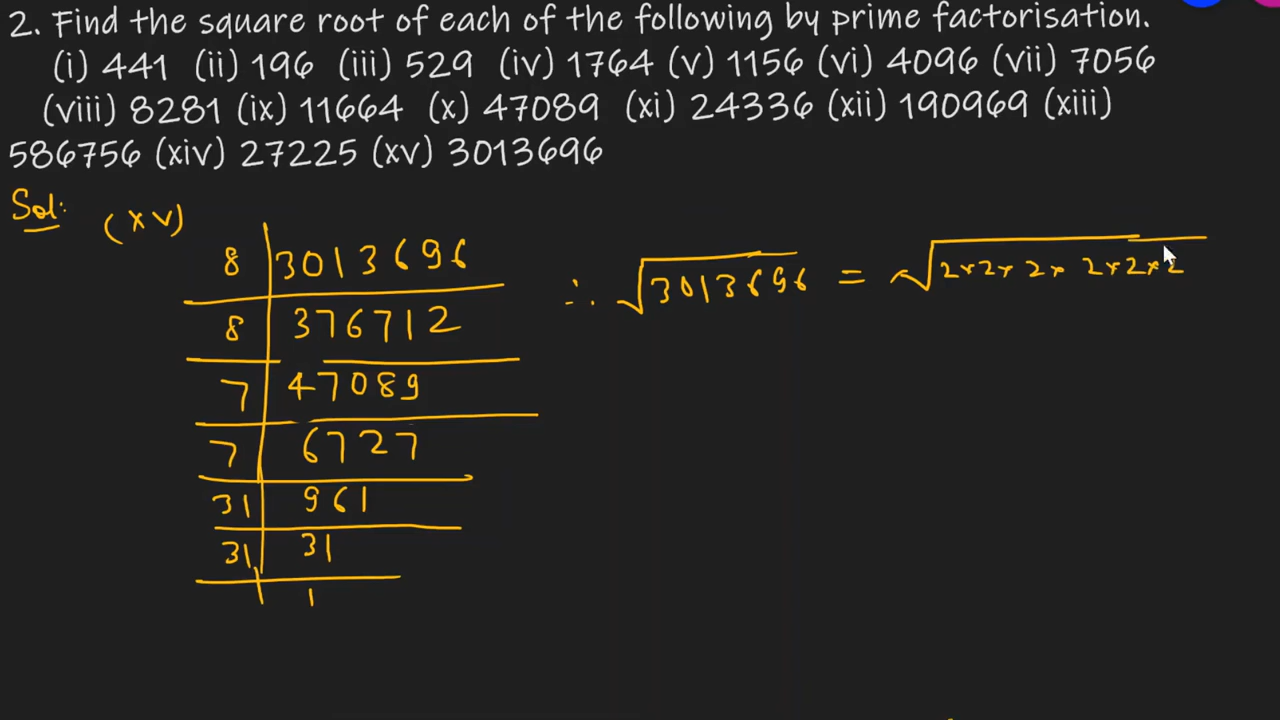 2. Find the square root of each of the following by prime factorisation.
(i) 441 (ii) 196 (iii) 529 (iv) 1764 (v) 1156 (vi) 4096 (vii) 7056
(viii) 8281 (ix) 11664 (x) 47089 (xi) 24336 (xii) 190969 (xiii)
586756 (xiv) 27225 (xv) 3013696
Sol: (xv)
8 | 3013696
8 | 376712
7 | 47089
7 | 6727
31 | 961
31 | 31
| 1
∴ √3013696 = √2×2×2×2×2×2